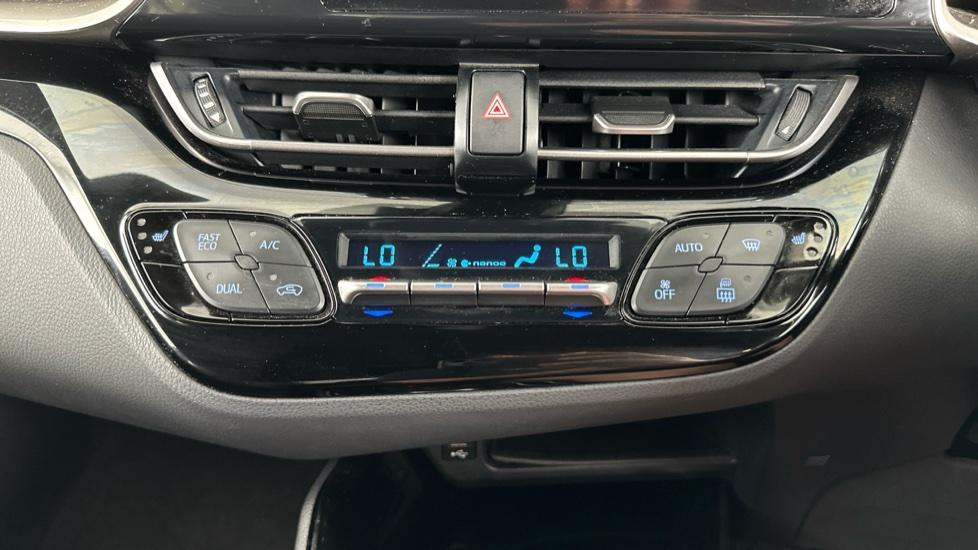 FAST
ECO
A/C
DUAL
LO
nanoe
LO
AUTO
OFF